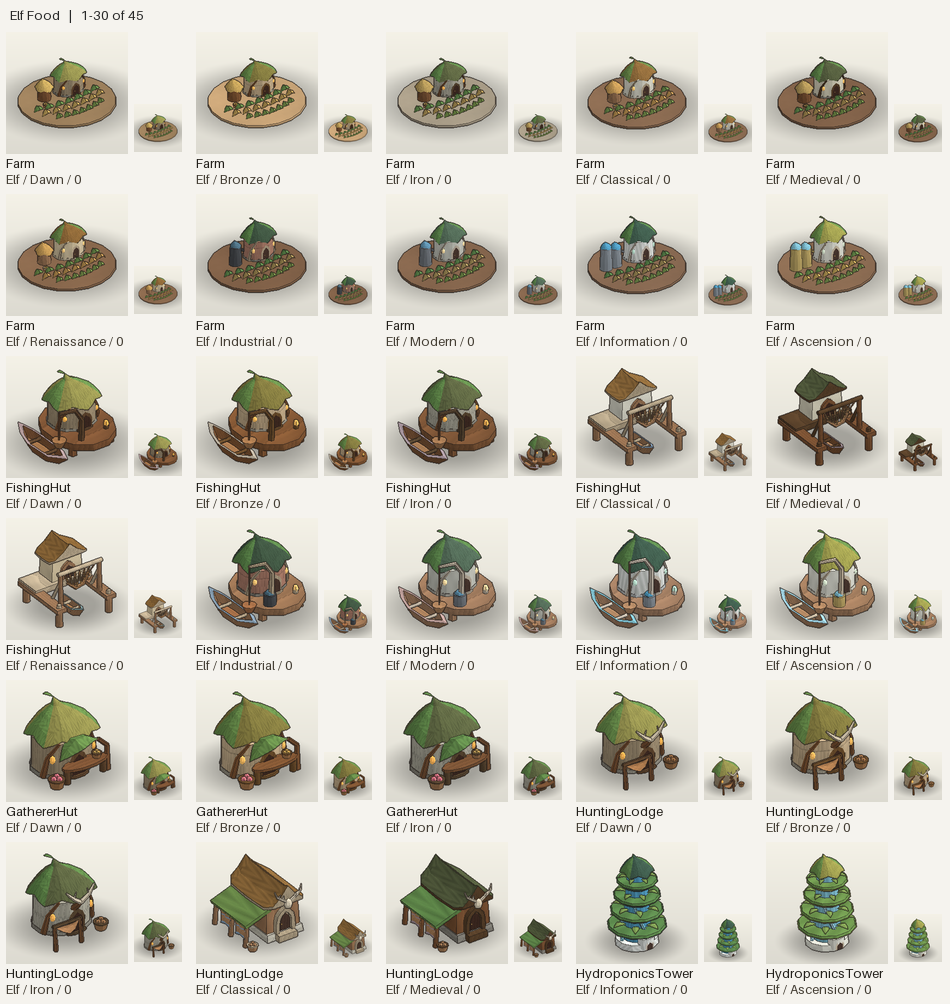 Elf Food | 1-30 of 45
Farm
Elf / Dawn / 0
Farm
Elf / Bronze / 0
Farm
Elf / Iron / 0
Farm
Elf / Classical / 0
Farm
Elf / Medieval / 0
Farm
Elf / Renaissance / 0
Farm
Elf / Industrial / 0
Farm
Elf / Modern / 0
Farm
Elf / Information / 0
Farm
Elf / Ascension / 0
FishingHut
Elf / Dawn / 0
FishingHut
Elf / Bronze / 0
FishingHut
Elf / Iron / 0
FishingHut
Elf / Classical / 0
FishingHut
Elf / Medieval / 0
FishingHut
Elf / Renaissance / 0
FishingHut
Elf / Industrial / 0
FishingHut
Elf / Modern / 0
FishingHut
Elf / Information / 0
FishingHut
Elf / Ascension / 0
GathererHut
Elf / Dawn / 0
GathererHut
Elf / Bronze / 0
GathererHut
Elf / Iron / 0
HuntingLodge
Elf / Dawn / 0
HuntingLodge
Elf / Bronze / 0
HuntingLodge
Elf / Iron / 0
HuntingLodge
Elf / Classical / 0
HuntingLodge
Elf / Medieval / 0
HydroponicsTower
Elf / Information / 0
HydroponicsTower
Elf / Ascension / 0